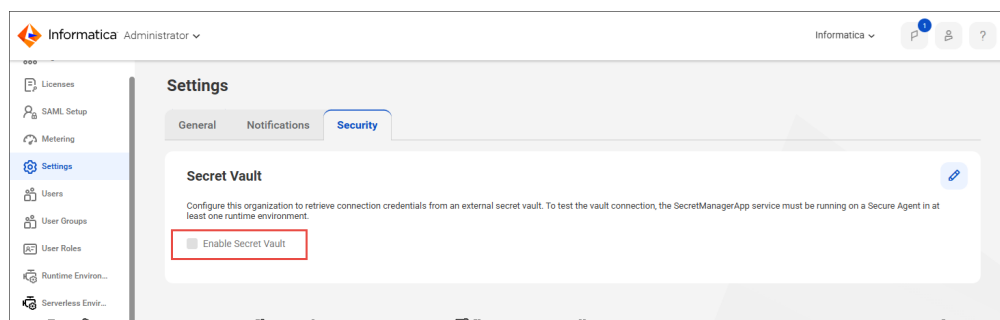 Informatica Administrator
Informatica
1
?
Licenses
SAML Setup
Metering
Settings
Users
User Groups
User Roles
Runtime Environ...
Serverless Envir...
Settings
General Notifications Security
Secret Vault
Configure this organization to retrieve connection credentials from an external secret vault. To test the vault connection, the SecretManagerApp service must be running on a Secure Agent in at
least one runtime environment.
Enable Secret Vault